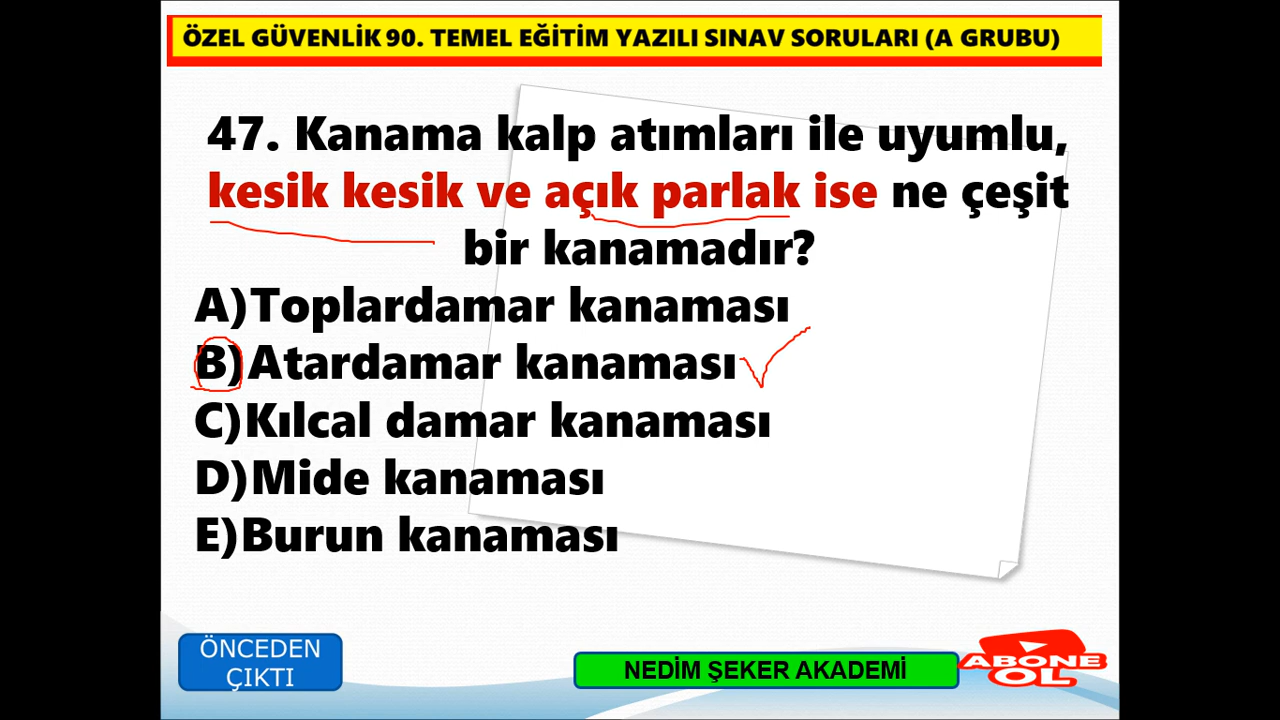 ÖZEL GÜVENLİK 90. TEMEL EĞİTİM YAZILI SINAV SORULARI (A GRUBU)
47. Kanama kalp atımları ile uyumlu,
kesik kesik ve açık parlak ise ne çeşit
bir kanamadır?
A)Toplardamar kanaması
B)Atardamar kanaması
C)Kılcal damar kanaması
D)Mide kanaması
E)Burun kanaması
ÖNCEDEN
ÇIKTI
NEDİM ŞEKER AKADEMİ
ABONE
OL